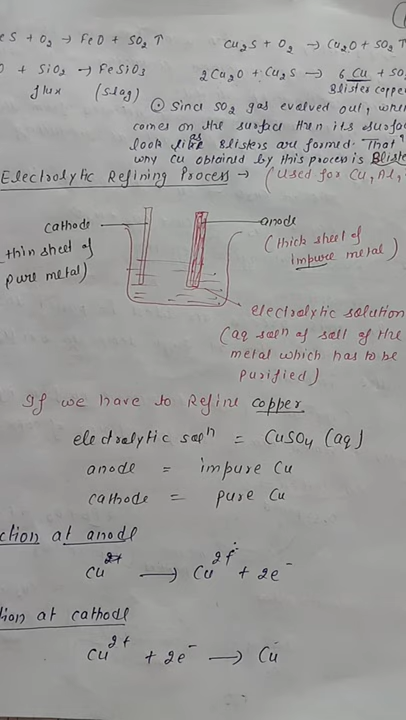 S + O₂ → FeO + SO₂ ↑
Cu₂S + O₂ → Cu₂O + SO₂ ↑
+ SiO₂ → FeSiO₃
2Cu₂O + Cu₂S → 6 Cu + SO
flux (slag)
Blister copper
⊙ Since SO₂ gas evolved out, when
comes on the surface then its surfa
look like as Blisters are formed. That
why Cu obtained by this process is Blister
Electrolytic Refining Process → (Used for Cu, Al,
cathode
anode
thin sheet of
pure metal)
(thick sheet of
impure metal)
electrolytic solution
(aq solⁿ of salt of the
metal which has to be
purified)
If we have to Refine copper
electrolytic solⁿ = CuSO₄ (aq)
anode = impure Cu
cathode = pure Cu
ction at anode
Cu → Cu²⁺ + 2e⁻
tion at cathode
Cu²⁺ + 2e⁻ → Cu